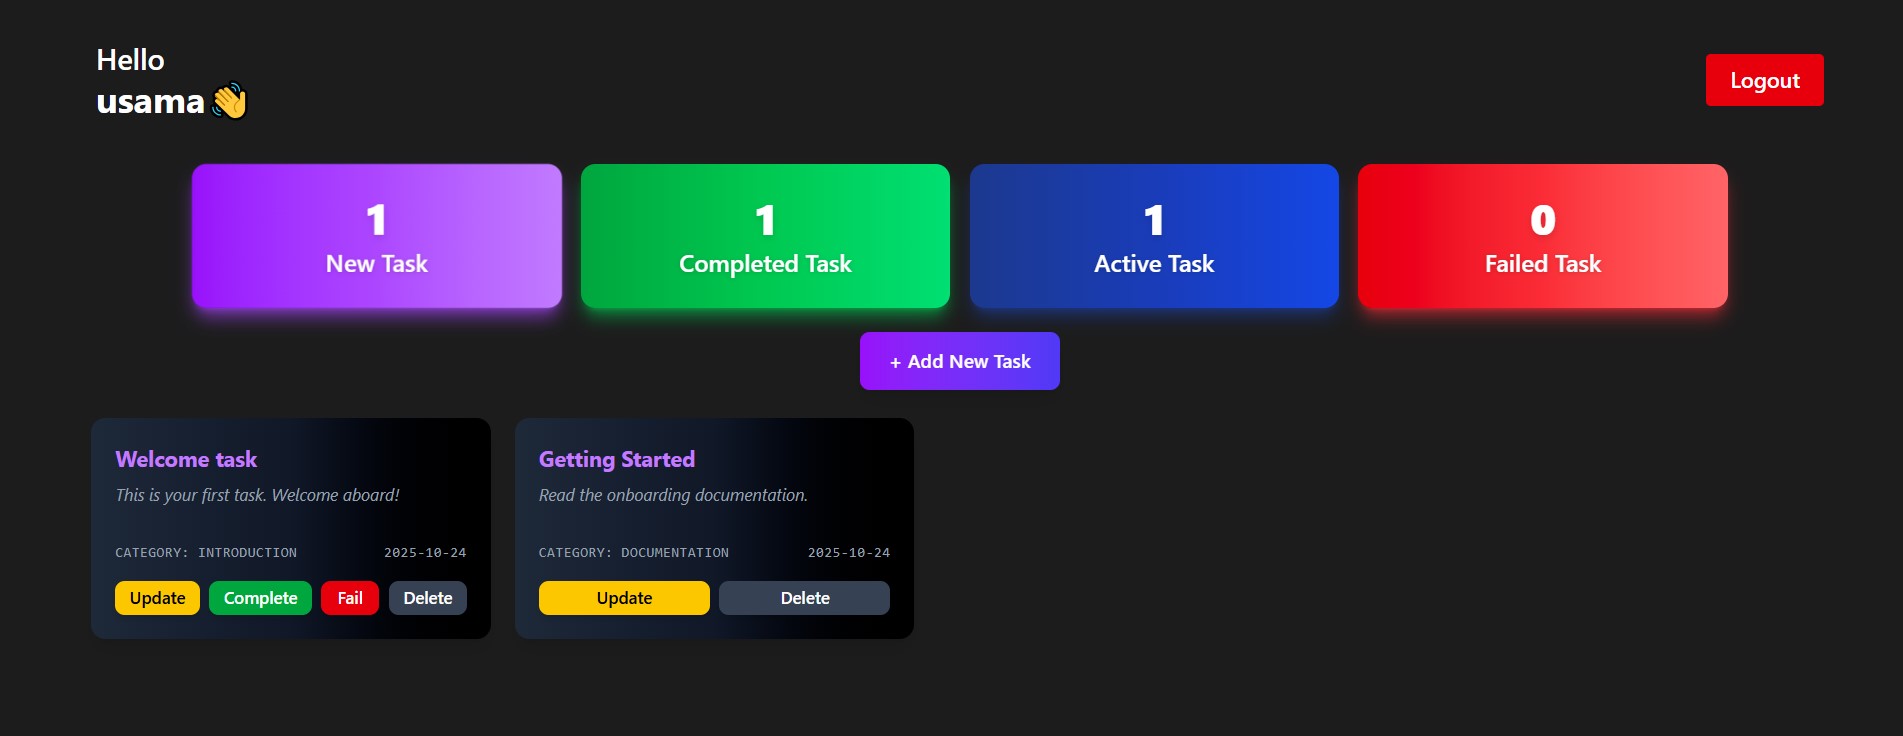 Hello
usama👋
Logout
1
New Task
1
Completed Task
1
Active Task
0
Failed Task
+ Add New Task
Welcome task
This is your first task. Welcome aboard!
CATEGORY: INTRODUCTION 2025-10-24
Update Complete Fail Delete
Getting Started
Read the onboarding documentation.
CATEGORY: DOCUMENTATION 2025-10-24
Update Delete